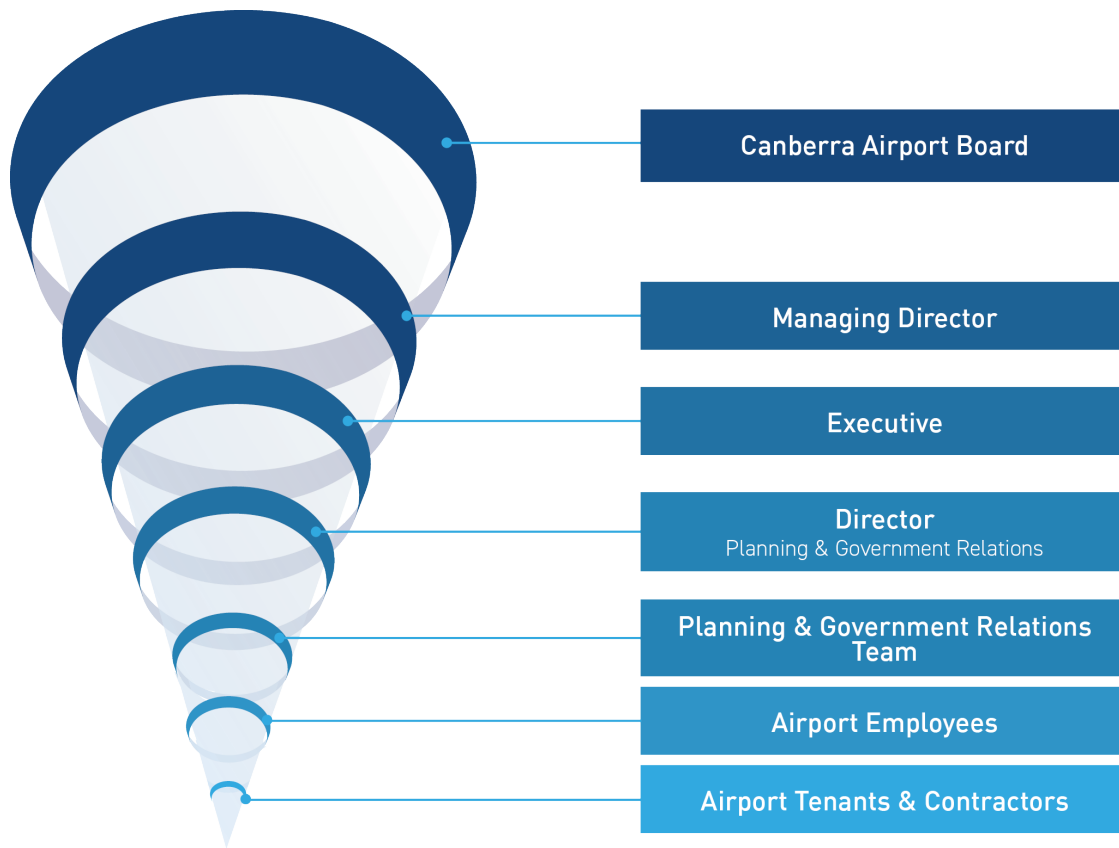 Canberra Airport Board
Managing Director
Executive
Director
Planning & Government Relations
Planning & Government Relations
Team
Airport Employees
Airport Tenants & Contractors